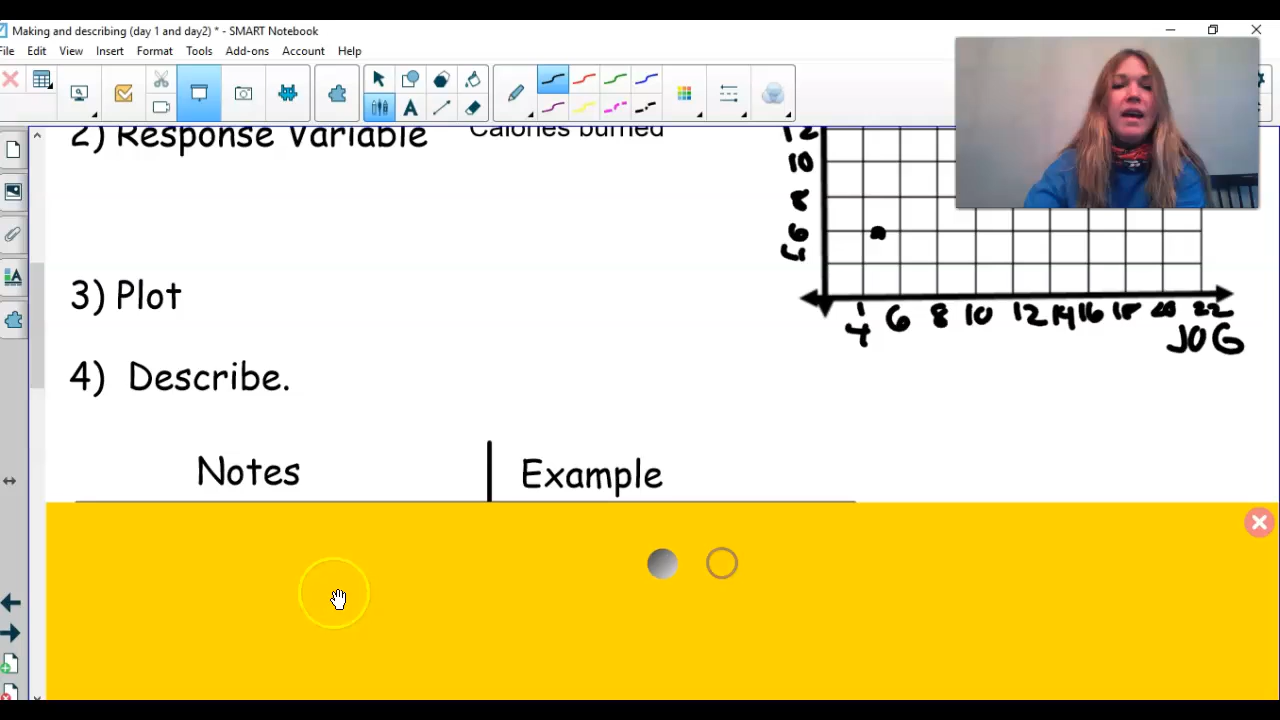 Making and describing (day 1 and day2) * - SMART Notebook
File Edit View Insert Format Tools Add-ons Account Help
2) Response Variable Calories burned
12
10
8
6
3) Plot
4 6 8 10 12 14 16 18 20 22
JOG
4) Describe.
Notes Example